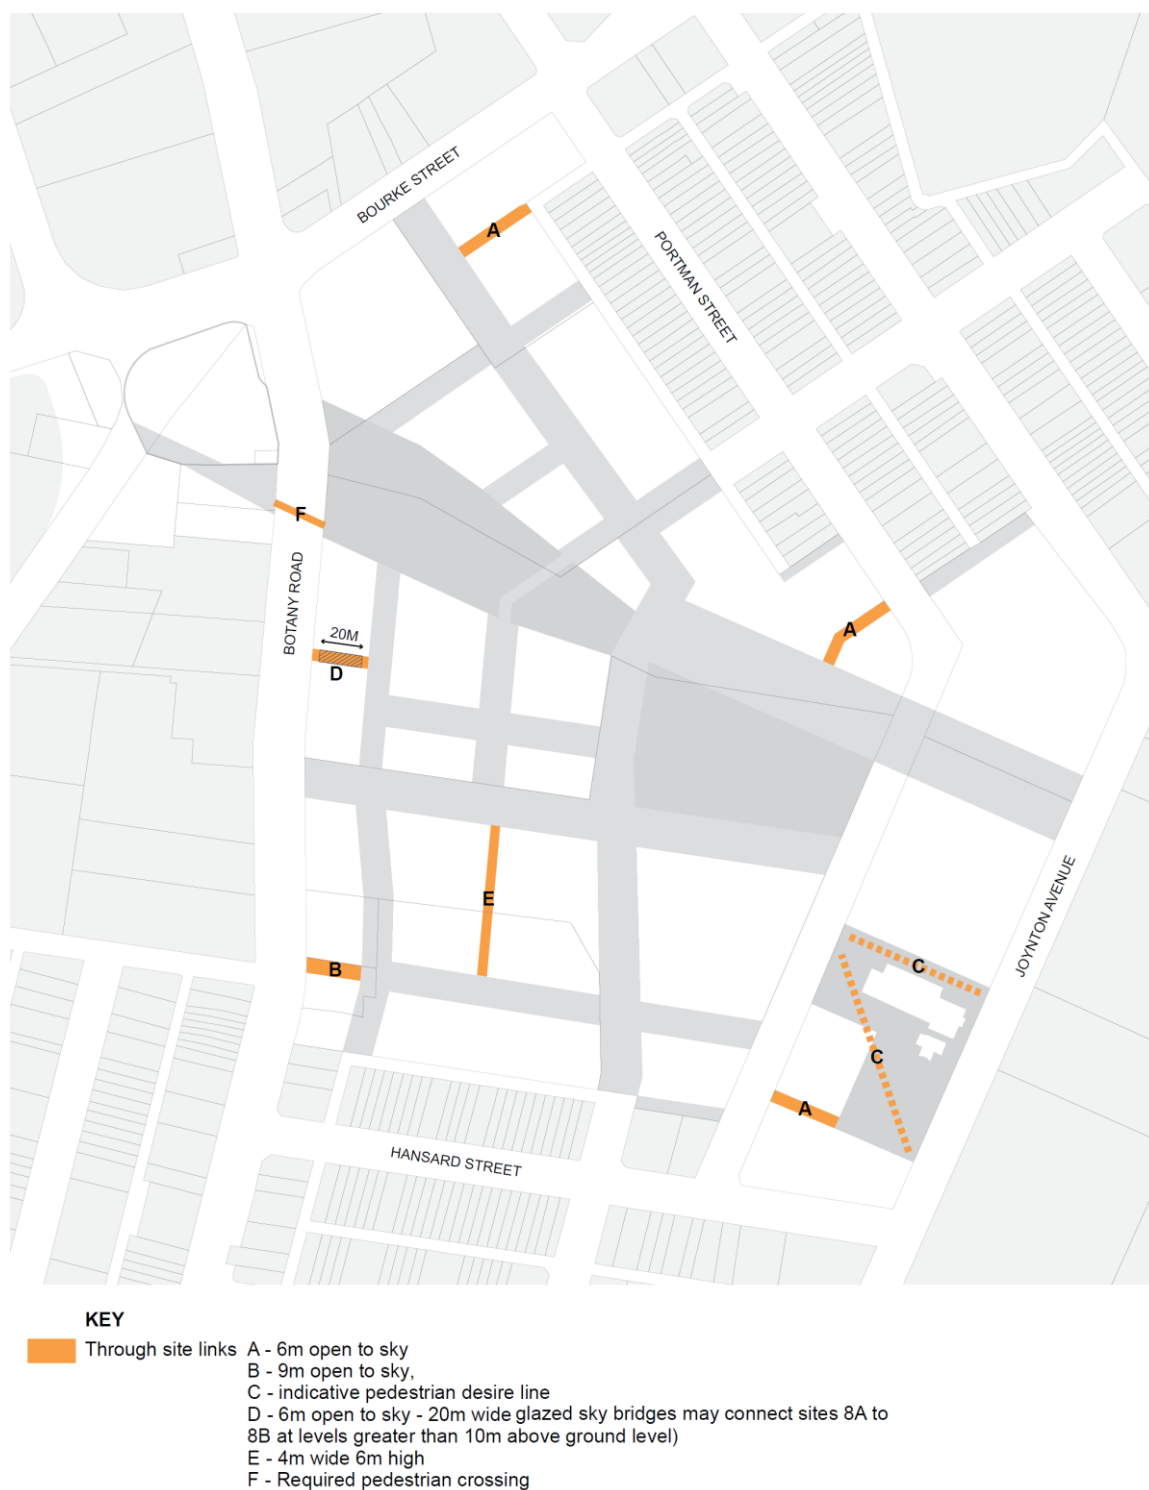 BOURKE STREET
A
PORTMAN STREET
F
BOTANY ROAD
20M
D
A
E
B
JOYNTON AVENUE
C
C
A
HANSARD STREET
KEY
Through site links A - 6m open to sky
B - 9m open to sky,
C - indicative pedestrian desire line
D - 6m open to sky - 20m wide glazed sky bridges may connect sites 8A to
8B at levels greater than 10m above ground level)
E - 4m wide 6m high
F - Required pedestrian crossing